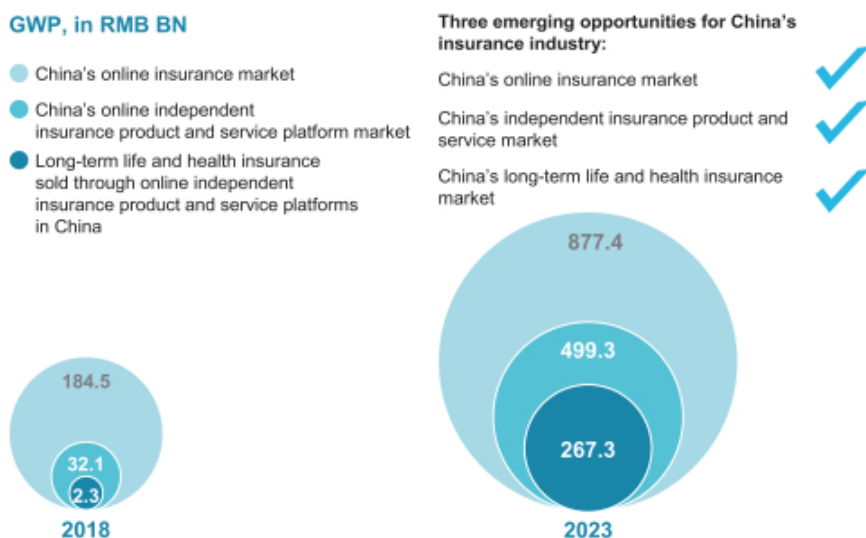 GWP, in RMB BN
China's online insurance market
China's online independent
insurance product and service platform market
Long-term life and health insurance
sold through online independent
insurance product and service platforms
in China
Three emerging opportunities for China's
insurance industry:
China's online insurance market
China's independent insurance product and
service market
China's long-term life and health insurance
market
184.5
32.1
2.3
2018
877.4
499.3
267.3
2023